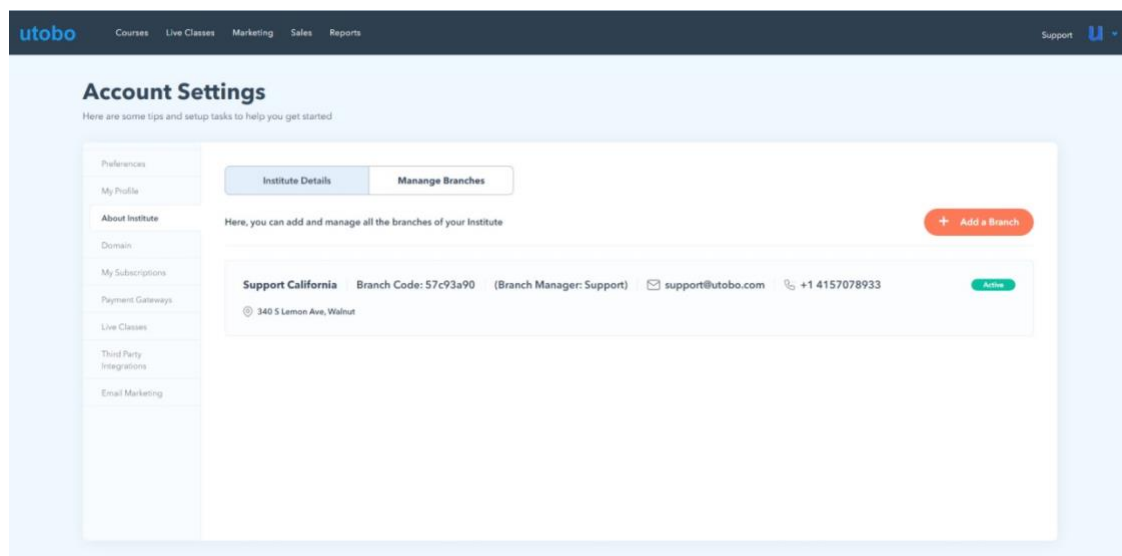 utobo Courses Live Classes Marketing Sales Reports Support
Account Settings
Here are some tips and setup tasks to help you get started
Preferences
My Profile
About Institute
Domain
My Subscriptions
Payment Gateways
Live Classes
Third Party
Integrations
Email Marketing
Institute Details Manange Branches
Here, you can add and manage all the branches of your Institute + Add a Branch
Support California Branch Code: 57c93a90 (Branch Manager: Support) support@utobo.com +1 4157078933 Active
340 S Lemon Ave, Walnut